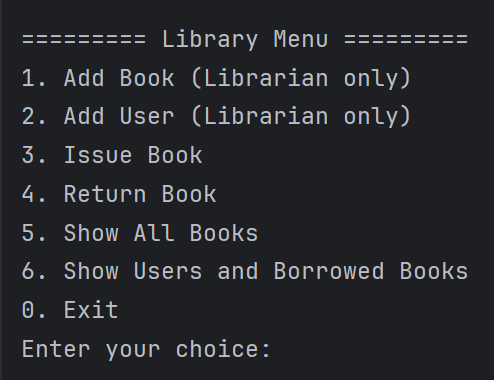 ========= Library Menu =========
1. Add Book (Librarian only)
2. Add User (Librarian only)
3. Issue Book
4. Return Book
5. Show All Books
6. Show Users and Borrowed Books
0. Exit
Enter your choice: